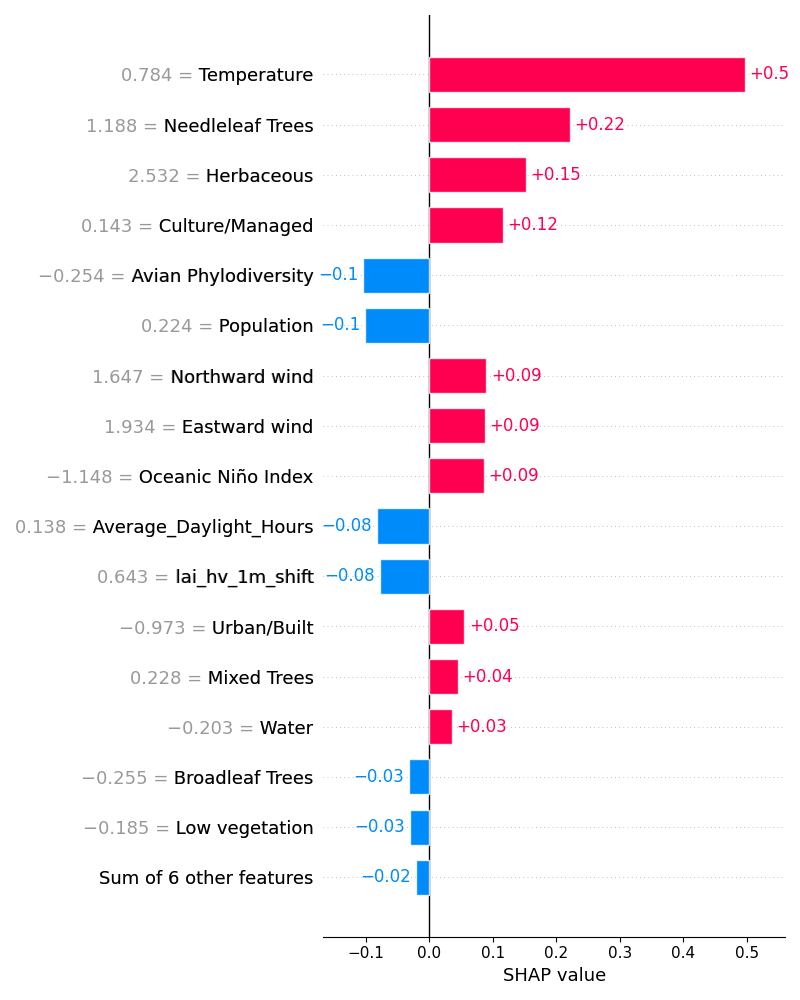 0.784 = Temperature +0.5
1.188 = Needleleaf Trees +0.22
2.532 = Herbaceous +0.15
0.143 = Culture/Managed +0.12
−0.254 = Avian Phylodiversity −0.1
0.224 = Population −0.1
1.647 = Northward wind +0.09
1.934 = Eastward wind +0.09
−1.148 = Oceanic Niño Index +0.09
0.138 = Average_Daylight_Hours −0.08
0.643 = lai_hv_1m_shift −0.08
−0.973 = Urban/Built +0.05
0.228 = Mixed Trees +0.04
−0.203 = Water +0.03
−0.255 = Broadleaf Trees −0.03
−0.185 = Low vegetation −0.03
Sum of 6 other features −0.02
−0.1 0.0 0.1 0.2 0.3 0.4 0.5
SHAP value